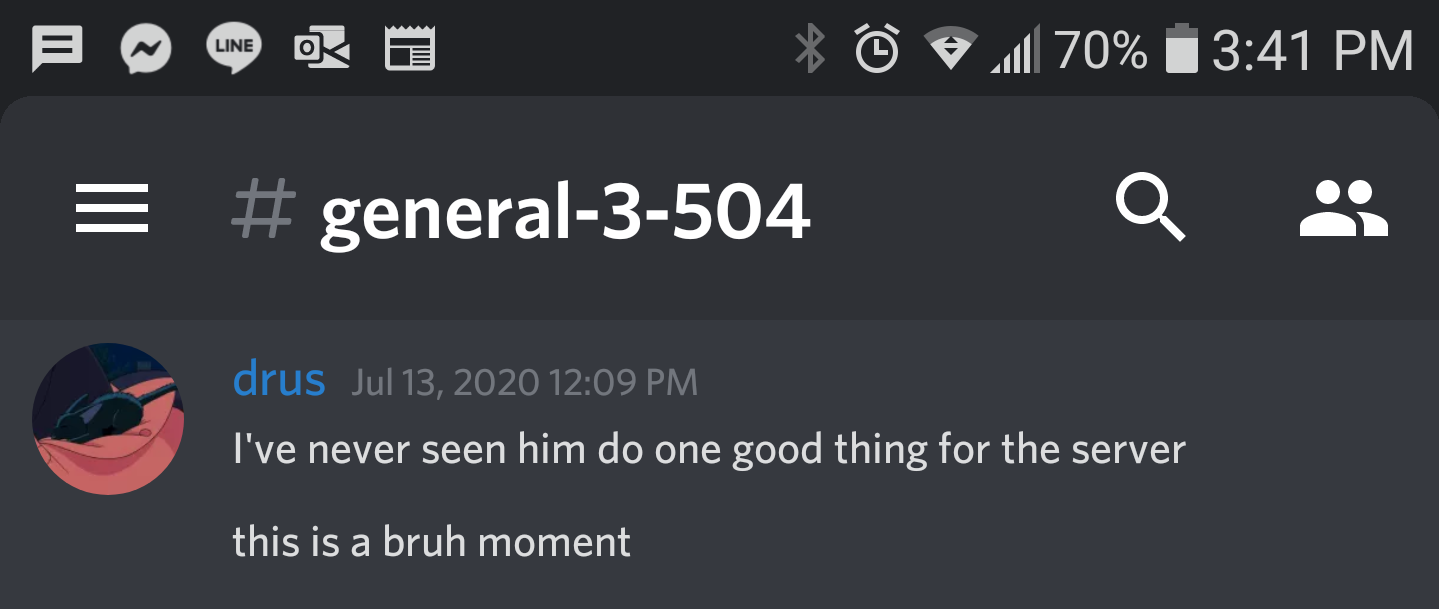 LINE 70% 3:41 PM
# general-3-504
drus Jul 13, 2020 12:09 PM
I've never seen him do one good thing for the server
this is a bruh moment